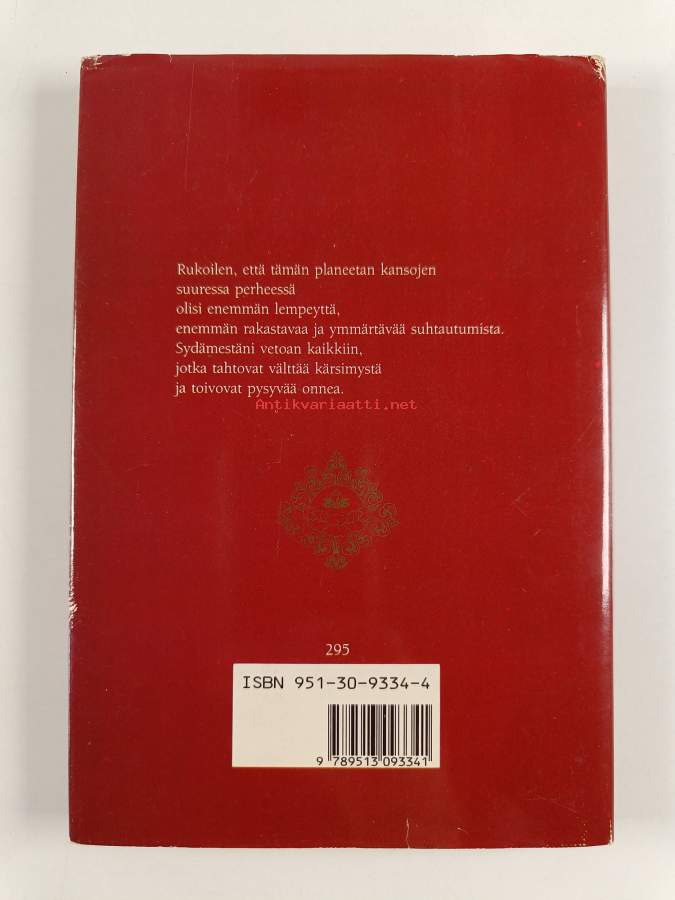 Rukoilen, että tämän planeetan kansojen
suuressa perheessä
olisi enemmän lempeyttä,
enemmän rakastavaa ja ymmärtävää suhtautumista.
Sydämestäni vetoan kaikkiin,
jotka tahtovat välttää kärsimystä
ja toivovat pysyvää onnea.
Antikvariaatti.net
295
ISBN 951-30-9334-4
9 789513 093341